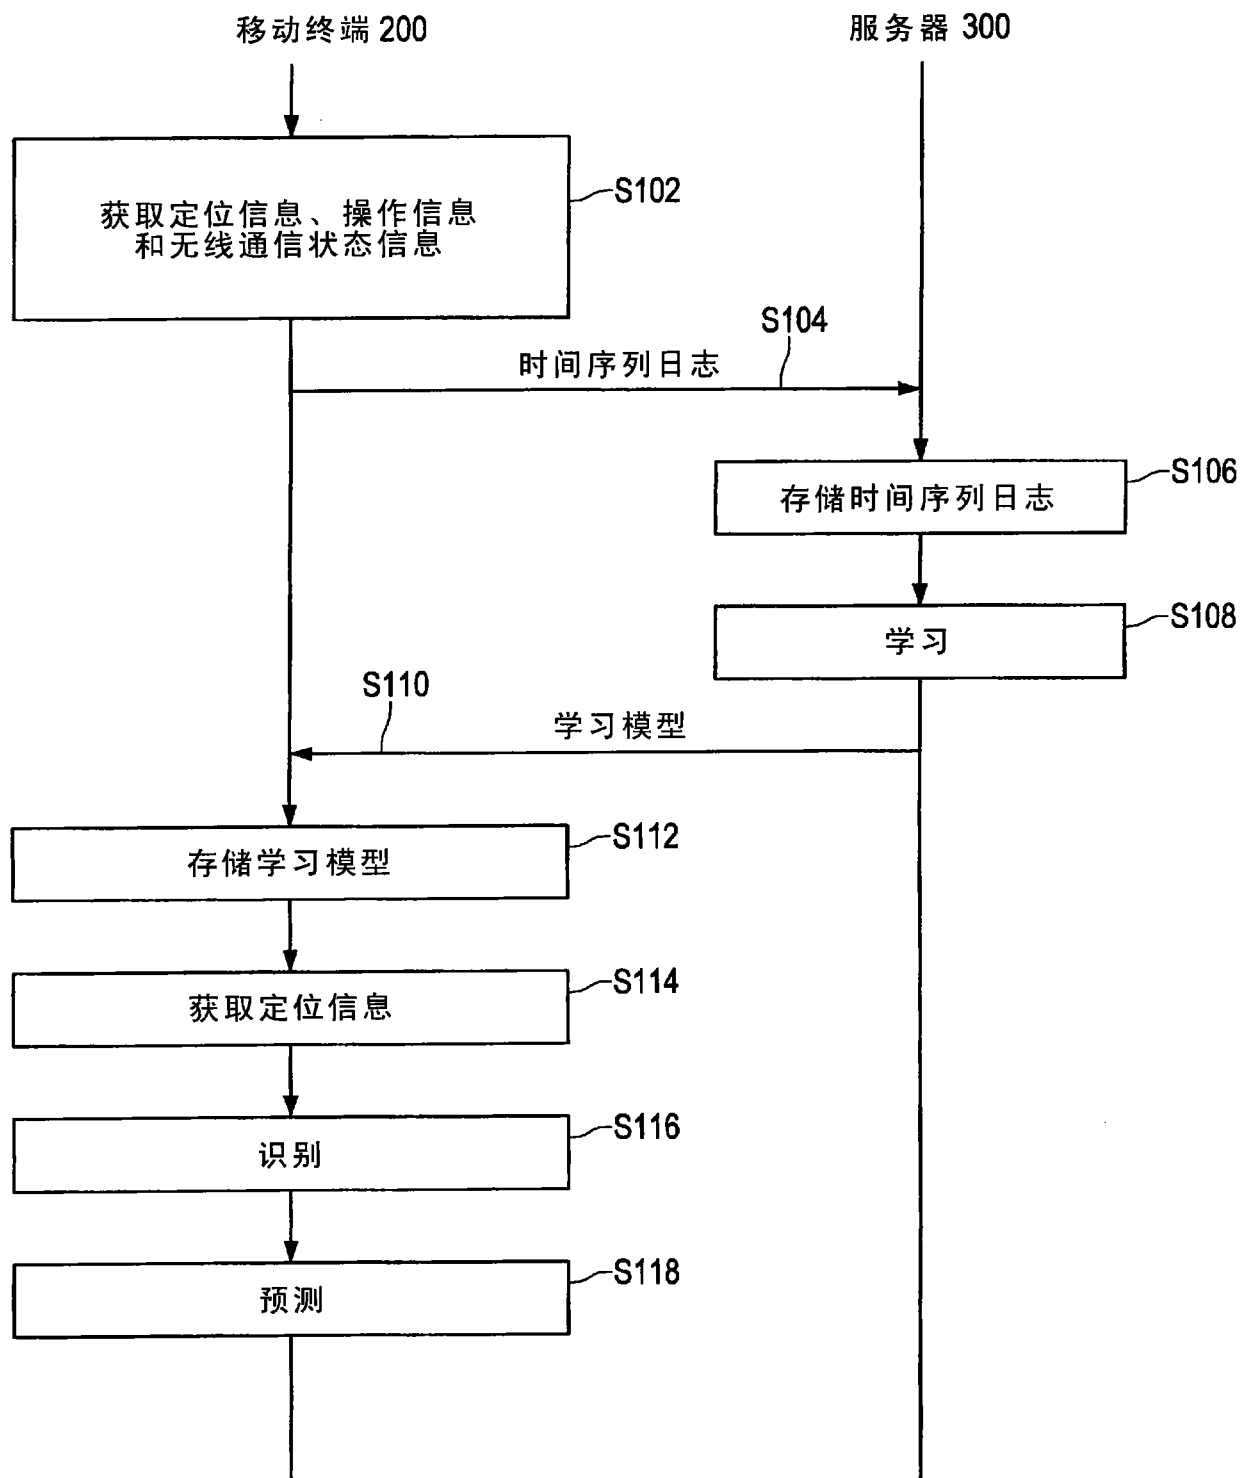 移动终端 200
服务器 300
获取定位信息、操作信息
和无线通信状态信息
S102
S104
时间序列日志
存储时间序列日志
S106
学习
S108
S110
学习模型
存储学习模型
S112
获取定位信息
S114
识别
S116
预测
S118